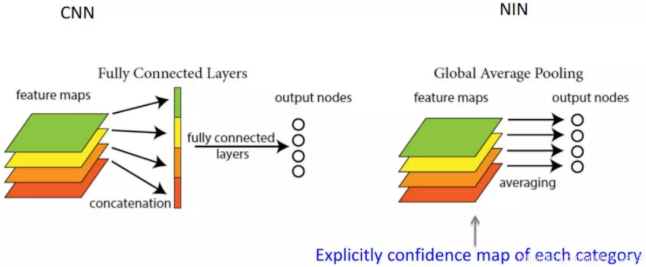 CNN
NIN
Fully Connected Layers
feature maps
output nodes
fully connected
layers
concatenation
Global Average Pooling
feature maps
output nodes
averaging
Explicitly confidence map of each category